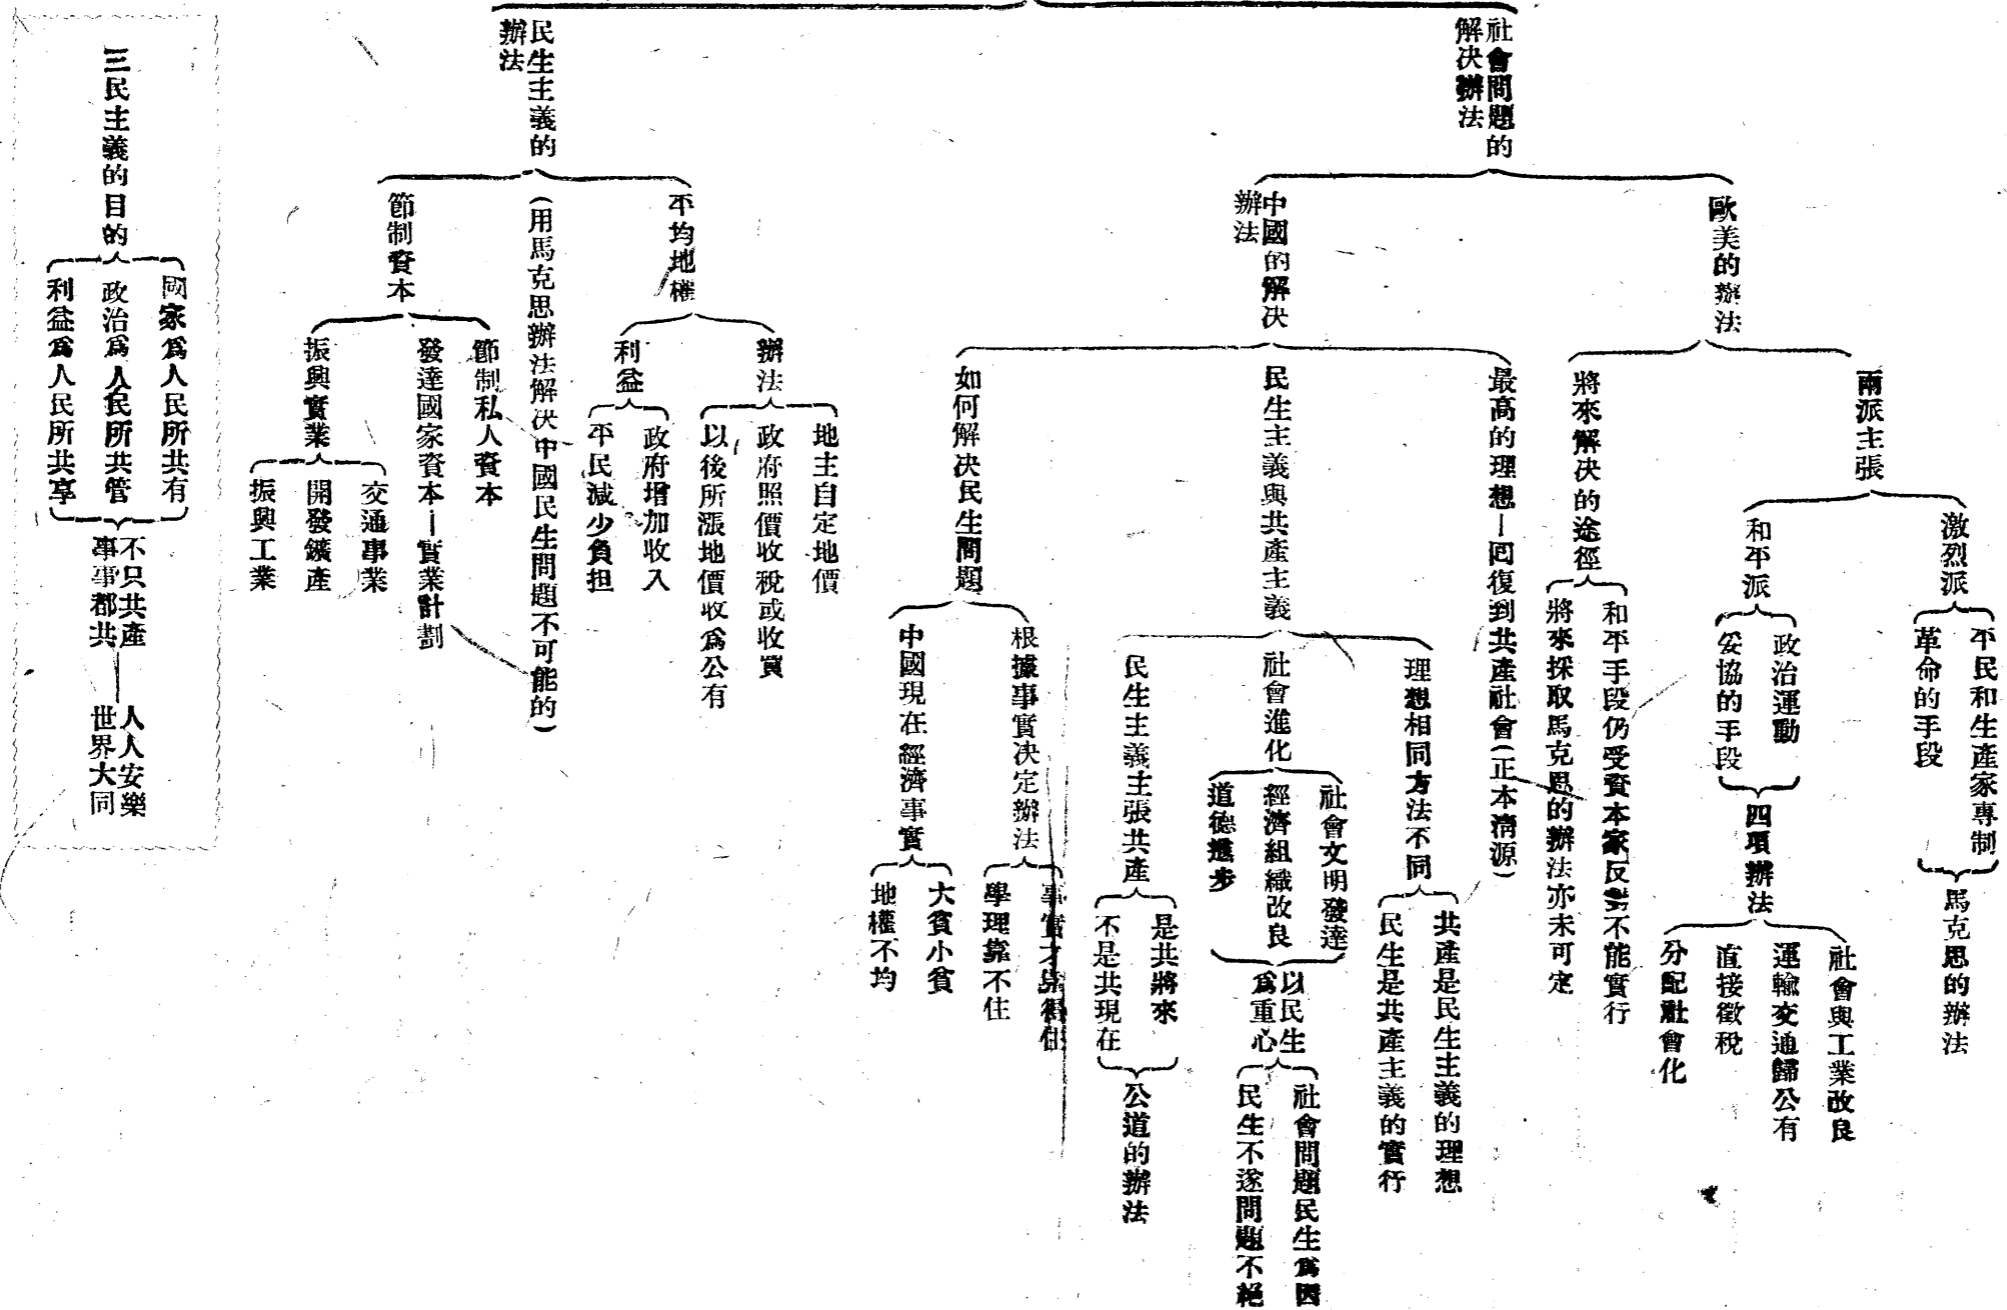 社會問題的
解決辦法
歐美的辦法
兩派主張
激烈派
平民和生產家專制
革命的手段
馬克思的辦法
和平派
政治運動
妥協的手段
四項辦法
社會與工業改良
運輸交通歸公有
直接徵稅
分配社會化
將來解決的途徑
和平手段仍受資本家反對不能實行
將來採取馬克思的辦法亦未可定
中國的解決
辦法
最高的理想—回復到共產社會(正本清源)
民生主義與共產主義
理想相同方法不同
共產是民生主義的理想
民生是共產主義的實行
社會進化
社會文明發達
經濟組織改良
道德進步
以民生
爲重心
社會問題民生爲因
民生不遂問題不絕
民生主義主張共產
是共將來
不是共現在
公道的辦法
如何解決民生問題
根據事實決定辦法
事實才靠得住
學理靠不住
中國現在經濟事實
大貧小貧
地權不均
民生主義的
辦法
平均地權
辦法
地主自定地價
政府照價收稅或收買
以後所漲地價收爲公有
利益
政府增加收入
平民減少負担
(用馬克思辦法解決中國民生問題不可能的)
節制資本
節制私人資本
發達國家資本—實業計劃
振興實業
交通事業
開發鑛產
振興工業
三民主義的目的
國家爲人民所共有
政治爲人民所共管
利益爲人民所共享
不只共產
事事都共
人人安樂
世界大同